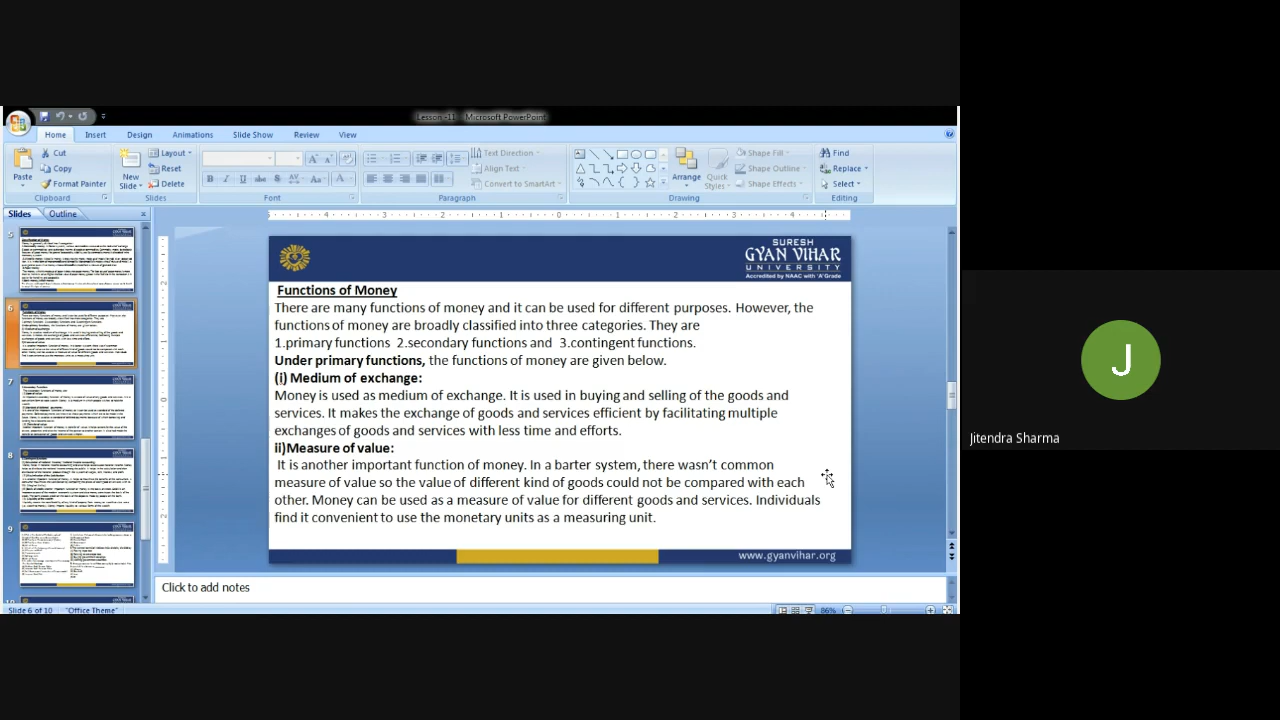 Lesson -11 - Microsoft PowerPoint
Home Insert Design Animations Slide Show Review View
Paste
Cut
Copy
Format Painter
Clipboard
New Slide
Layout
Reset
Delete
Slides
Font
Text Direction
Align Text
Convert to SmartArt
Paragraph
Arrange
Quick Styles
Shape Fill
Shape Outline
Shape Effects
Drawing
Find
Replace
Select
Editing
Slides Outline
5
6
7
8
9
SURESH
GYAN VIHAR
UNIVERSITY
Accredited by NAAC with 'A' Grade
Functions of Money
There are many functions of money and it can be used for different purposes. However, the
functions of money are broadly classified into three categories. They are
1.primary functions 2.secondary functions and 3.contingent functions.
Under primary functions, the functions of money are given below.
(i) Medium of exchange:
Money is used as medium of exchange. It is used in buying and selling of the goods and
services. It makes the exchange of goods and services efficient by facilitating multiple
exchanges of goods and services with less time and efforts.
ii)Measure of value:
It is another important function of money. In a barter system, there wasn't common
measure of value so the value different kind of goods could not be compared with each
other. Money can be used as a measure of value for different goods and services. Individuals
find it convenient to use the monetary units as a measuring unit.
www.gyanvihar.org
Click to add notes
Slide 6 of 10 "Office Theme" 86%
J
Jitendra Sharma